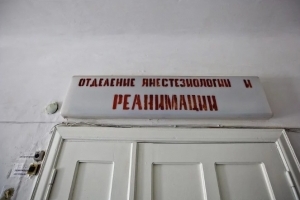 ОТДЕЛЕНИЕ АНЕСТЕЗИОЛОГИИ И
РЕАНИМАЦИИ